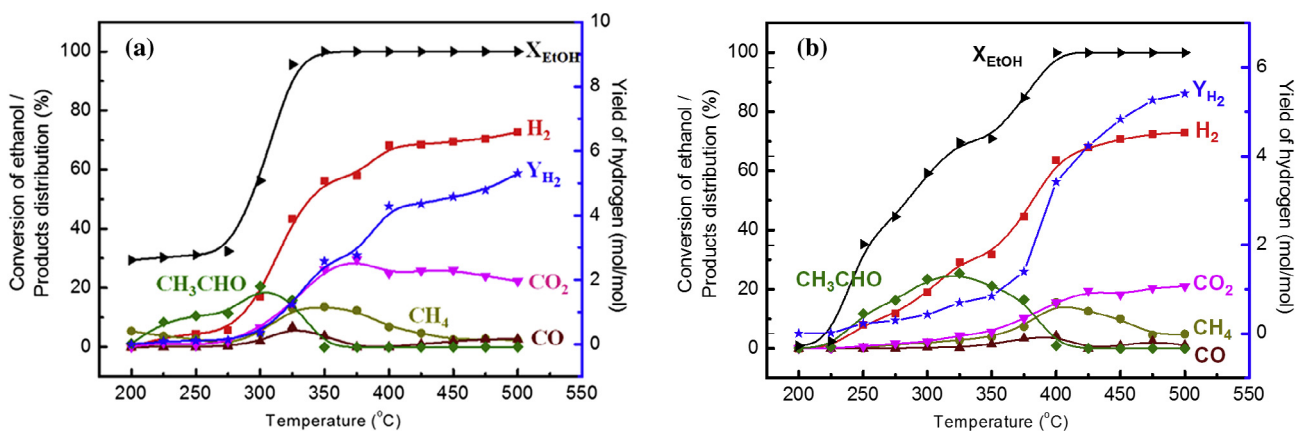 (a)
Conversion of ethanol /
Products distribution (%)
100
80
60
40
20
0
200 250 300 350 400 450 500 550
Temperature (°C)
10
8
6
4
2
0
Yield of hydrogen (mol/mol)
X_EtOH
H₂
Y_H₂
CO₂
CH₃CHO
CH₄
CO
(b)
Conversion of ethanol /
Products distribution (%)
100
80
60
40
20
0
200 250 300 350 400 450 500 550
Temperature (°C)
6
4
2
0
Yield of hydrogen (mol/mol)
X_EtOH
Y_H₂
H₂
CH₃CHO
CO₂
CH₄
CO